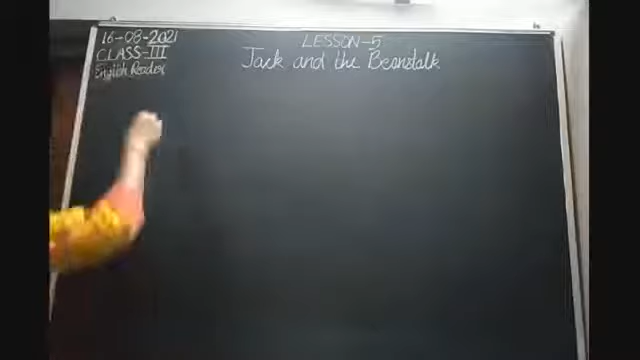 16-08-2021
CLASS-III
English Reader
LESSON-5
Jack and the Beanstalk